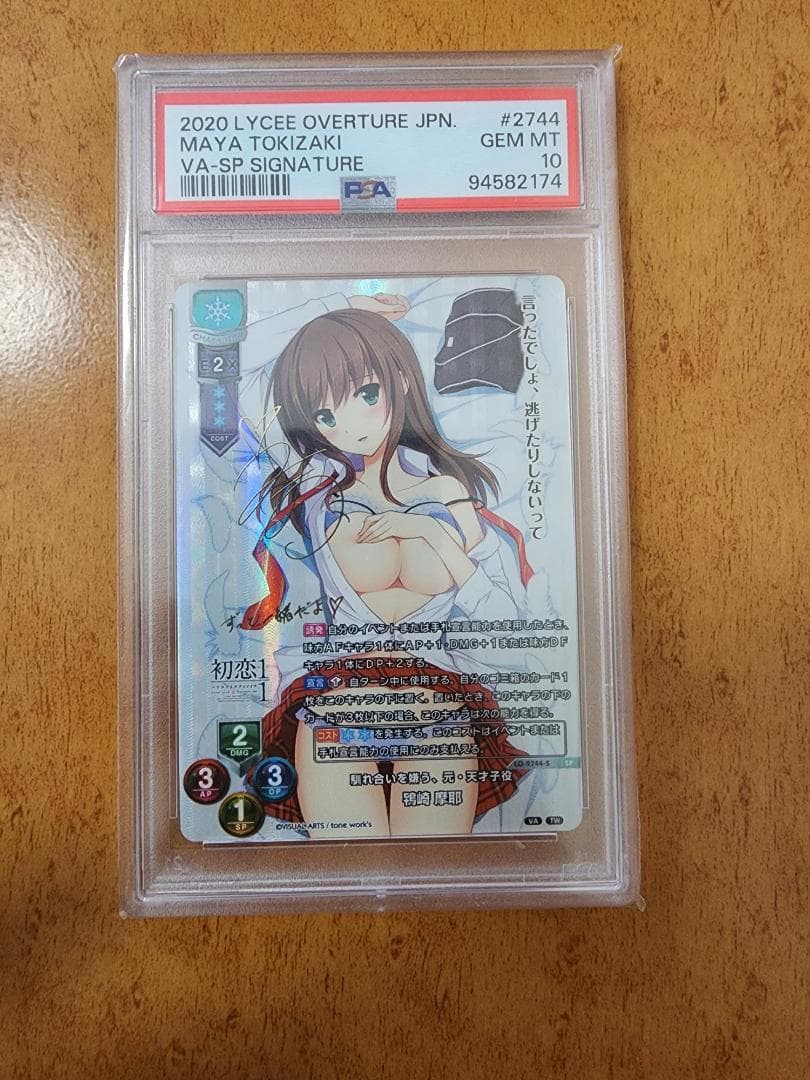 2020 LYCEE OVERTURE JPN. #2744
MAYA TOKIZAKI GEM MT
VA-SP SIGNATURE 10
PSA 94582174
CHARACTER
EX 2
COST
言ったでしょ、逃げたりしないって
ずっと一緒だよ♡
誘発 自分のイベントまたは手札宣言能力を使用したとき、
味方AFキャラ1体にAP+1・DMG+1または味方DF
キャラ1体にDP+2する。
宣言 自ターン中に使用する。自分のゴミ箱のカード1
枚をこのキャラの下に置く。置いたとき、このキャラの下の
カードが3枚以下の場合、このキャラは次の能力を得る。
コスト を発生する。このコストはイベントまたは
手札宣言能力の使用にのみ支払える。
初恋1
1
2
DMG
3
AP
3
DP
1
SP
LO-2744-S SP
馴れ合いを嫌う、元・天才子役
鴇崎 摩耶
©VISUAL ARTS / tone work's
VA TW